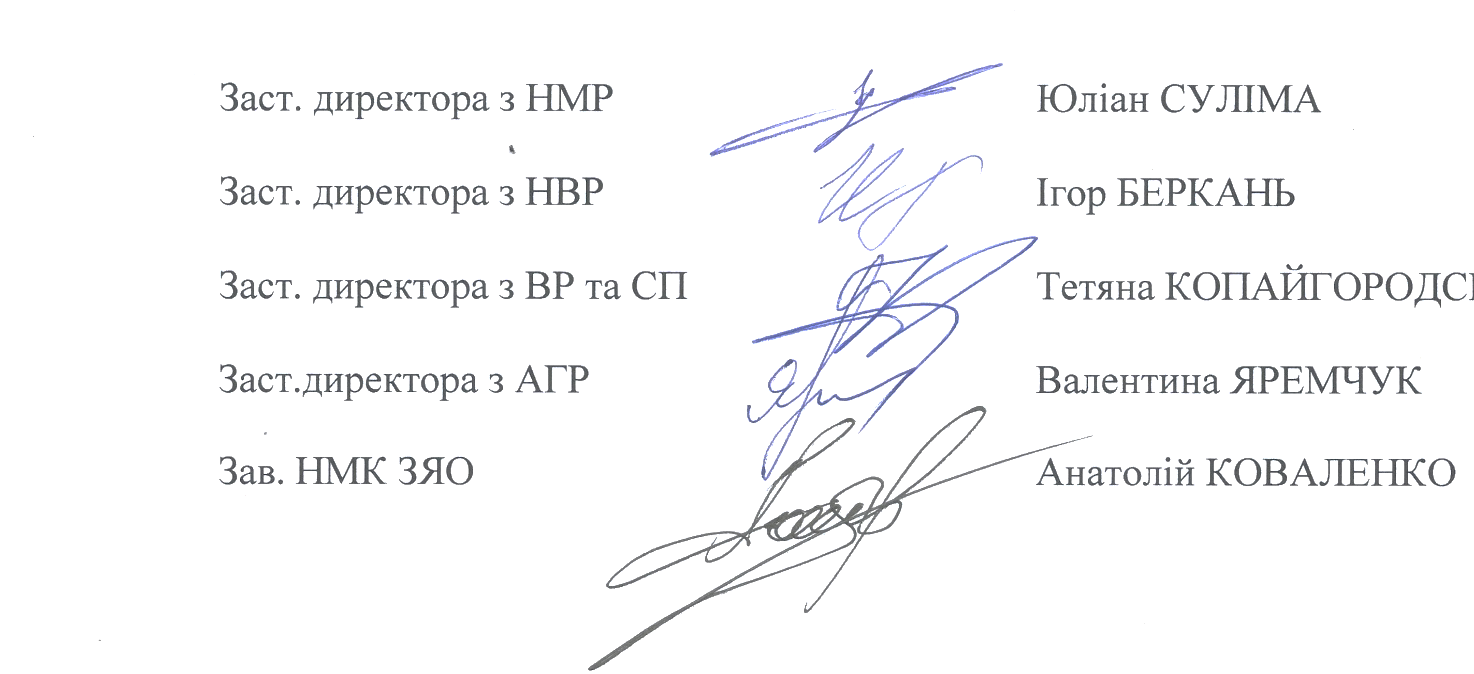 Заст. директора з НМР Юліан СУЛІМА
Заст. директора з НВР Ігор БЕРКАНЬ
Заст. директора з ВР та СП Тетяна
Заст.директора з АГР Валентина ЯРЕМЧУК
Зав. НМК ЗЯО Анатолій КОВАЛЕНКО